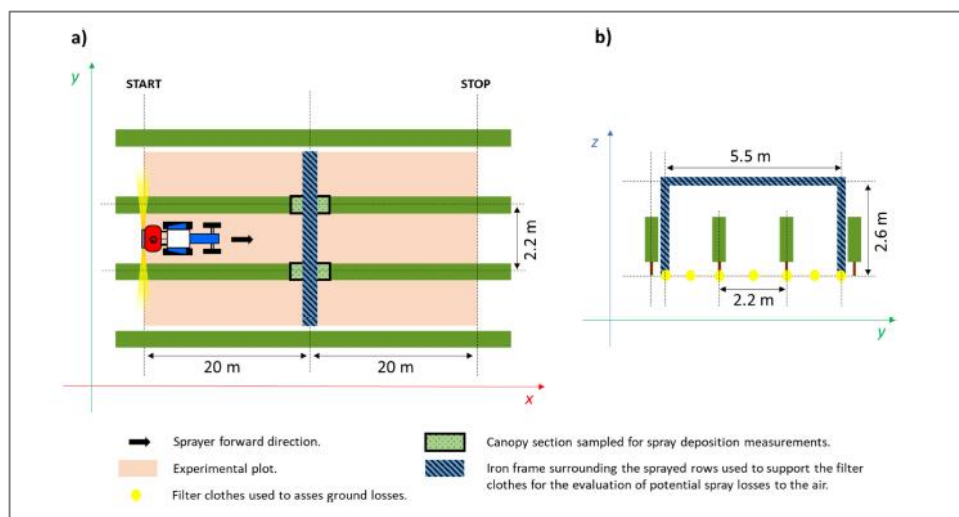 a)
b)
y
START
STOP
z
5.5 m
2.2 m
2.6 m
2.2 m
20 m
20 m
y
x
Sprayer forward direction.
Canopy section sampled for spray deposition measurements.
Experimental plot.
Iron frame surrounding the sprayed rows used to support the filter
clothes for the evaluation of potential spray losses to the air.
Filter clothes used to asses ground losses.